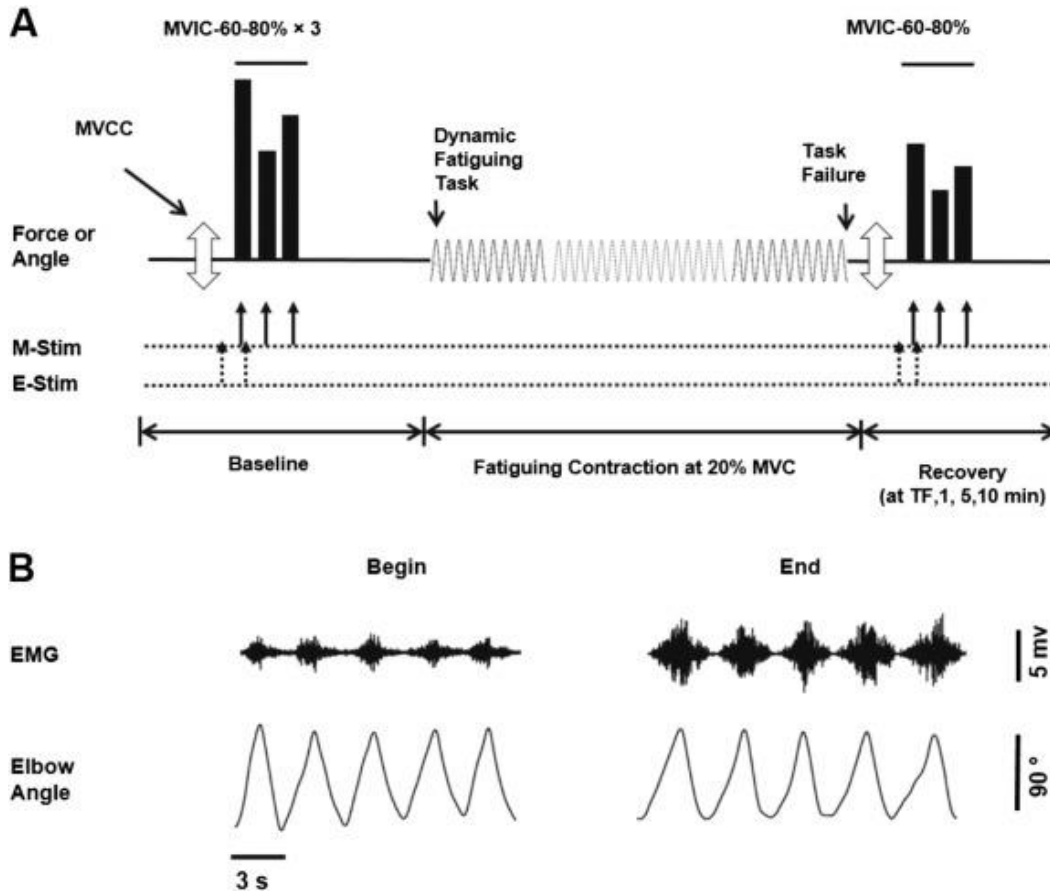 A
MVIC-60-80% × 3
MVIC-60-80%
MVCC
Dynamic
Fatiguing
Task
Task
Failure
Force or
Angle
M-Stim
E-Stim
Baseline
Fatiguing Contraction at 20% MVC
Recovery
(at TF,1, 5,10 min)
B
Begin
End
EMG
5 mv
Elbow
Angle
90 °
3 s